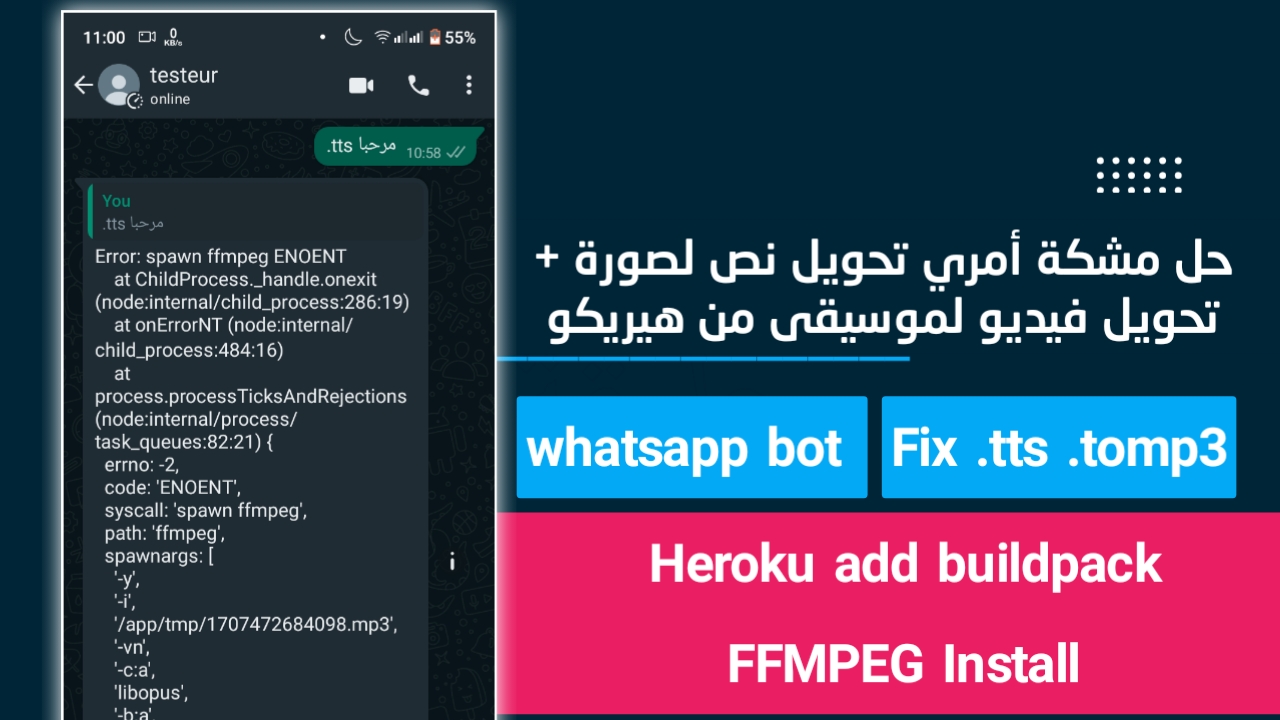 11:00
0
KB/s
55%
testeur
online
.tts مرحبا
10:58
You
.tts مرحبا
Error: spawn ffmpeg ENOENT
at ChildProcess._handle.onexit
(node:internal/child_process:286:19)
at onErrorNT (node:internal/
child_process:484:16)
at
process.processTicksAndRejections
(node:internal/process/
task_queues:82:21) {
errno: -2,
code: 'ENOENT',
syscall: 'spawn ffmpeg',
path: 'ffmpeg',
spawnargs: [
'-y',
'-i',
'/app/tmp/1707472684098.mp3',
'-vn',
'-c:a',
'libopus',
'-b:a',
حل مشكة أمري تحويل نص لصورة +
تحويل فيديو لموسيقى من هيريكو
whatsapp bot
Fix .tts .tomp3
i
Heroku add buildpack
FFMPEG Install